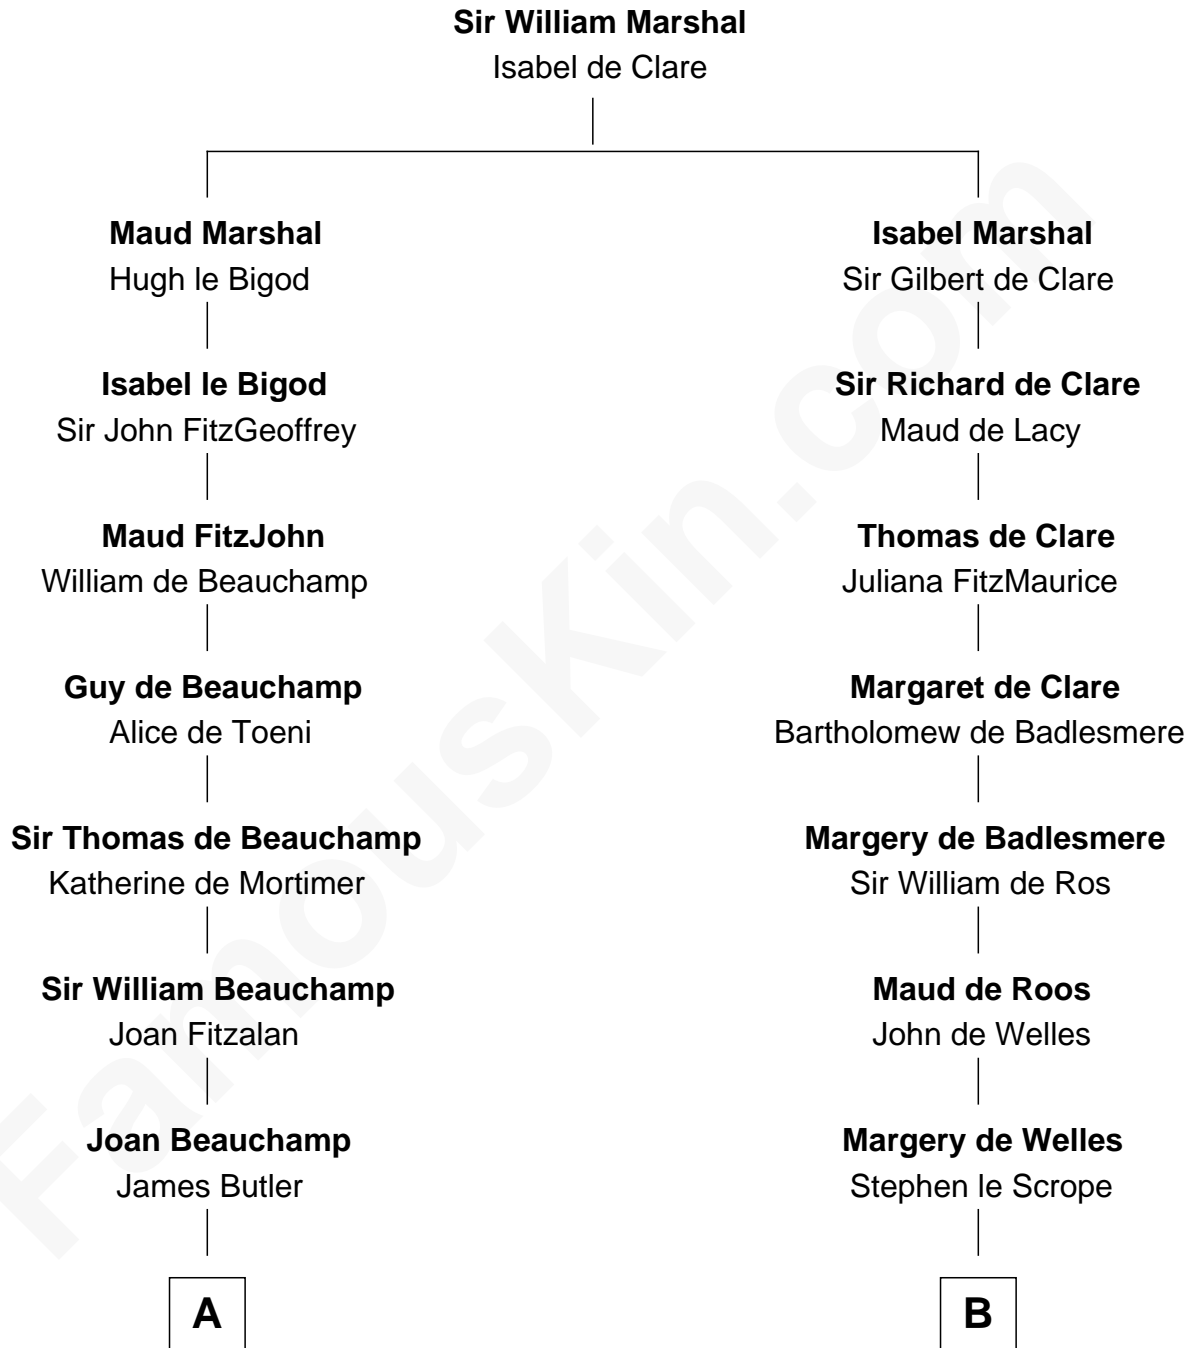 Sir William Marshal
Isabel de Clare
Maud Marshal
Hugh le Bigod
Isabel Marshal
Sir Gilbert de Clare
Isabel le Bigod
Sir John FitzGeoffrey
Sir Richard de Clare
Maud de Lacy
Maud FitzJohn
William de Beauchamp
Thomas de Clare
Juliana FitzMaurice
Guy de Beauchamp
Alice de Toeni
Margaret de Clare
Bartholomew de Badlesmere
Sir Thomas de Beauchamp
Katherine de Mortimer
Margery de Badlesmere
Sir William de Ros
Sir William Beauchamp
Joan Fitzalan
Maud de Roos
John de Welles
Joan Beauchamp
James Butler
Margery de Welles
Stephen le Scrope
A
B
FamousKin.com